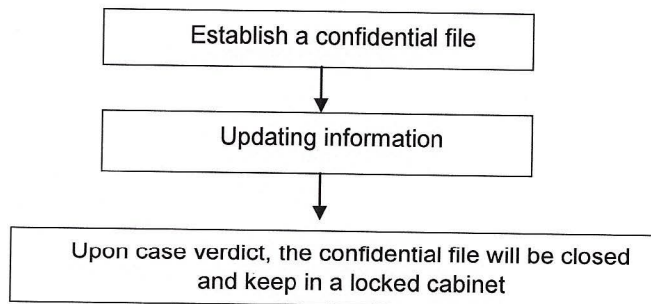 Establish a confidential file
Updating information
Upon case verdict, the confidential file will be closed
and keep in a locked cabinet